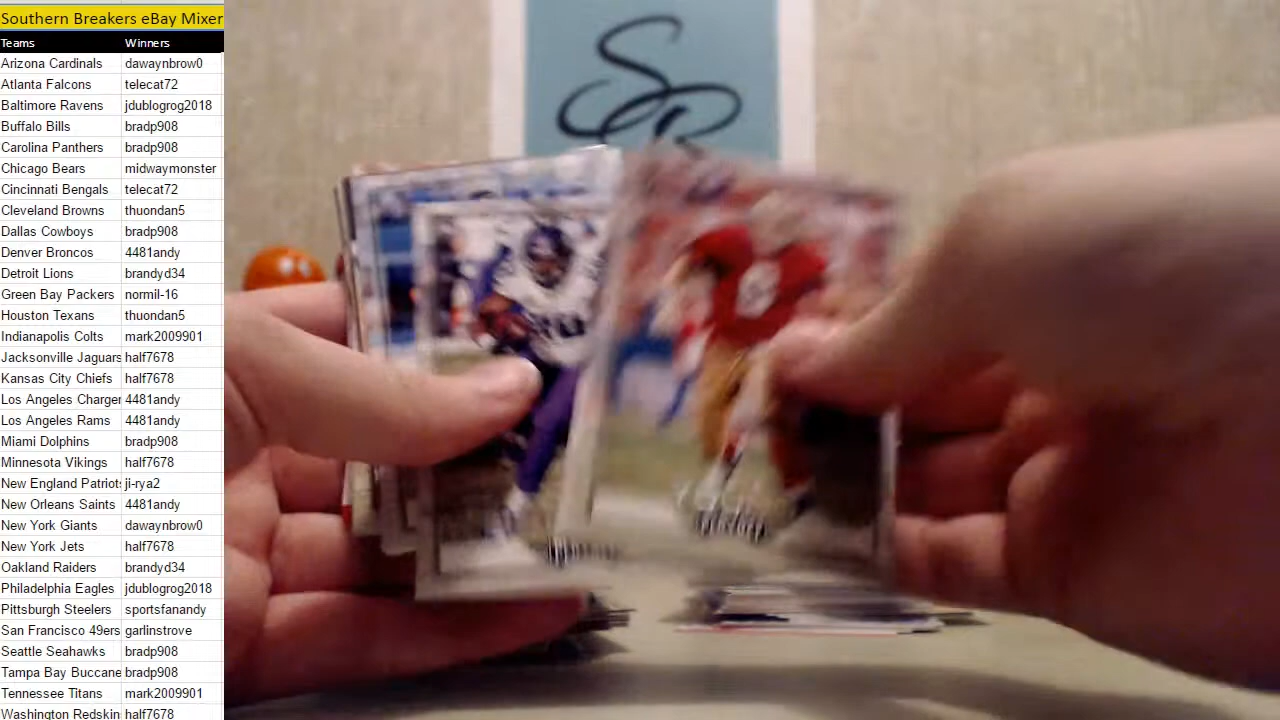 Southern Breakers eBay Mixer
Teams Winners
Arizona Cardinals dawaynbrow0
Atlanta Falcons telecat72
Baltimore Ravens jdublogrog2018
Buffalo Bills bradp908
Carolina Panthers bradp908
Chicago Bears midwaymonster
Cincinnati Bengals telecat72
Cleveland Browns thuondan5
Dallas Cowboys bradp908
Denver Broncos 4481andy
Detroit Lions brandyd34
Green Bay Packers normil-16
Houston Texans thuondan5
Indianapolis Colts mark2009901
Jacksonville Jaguars half7678
Kansas City Chiefs half7678
Los Angeles Charger 4481andy
Los Angeles Rams 4481andy
Miami Dolphins bradp908
Minnesota Vikings half7678
New England Patriots ji-rya2
New Orleans Saints 4481andy
New York Giants dawaynbrow0
New York Jets half7678
Oakland Raiders brandyd34
Philadelphia Eagles jdublogrog2018
Pittsburgh Steelers sportsfanandy
San Francisco 49ers garlinstrove
Seattle Seahawks bradp908
Tampa Bay Buccane bradp908
Tennessee Titans mark2009901
Washington Redskin half7678
SB